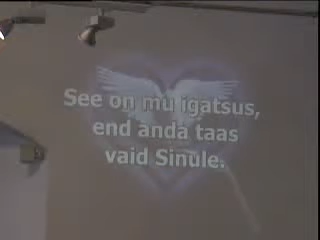 See on mu igatsus,
end anda taas
vaid Sinule.